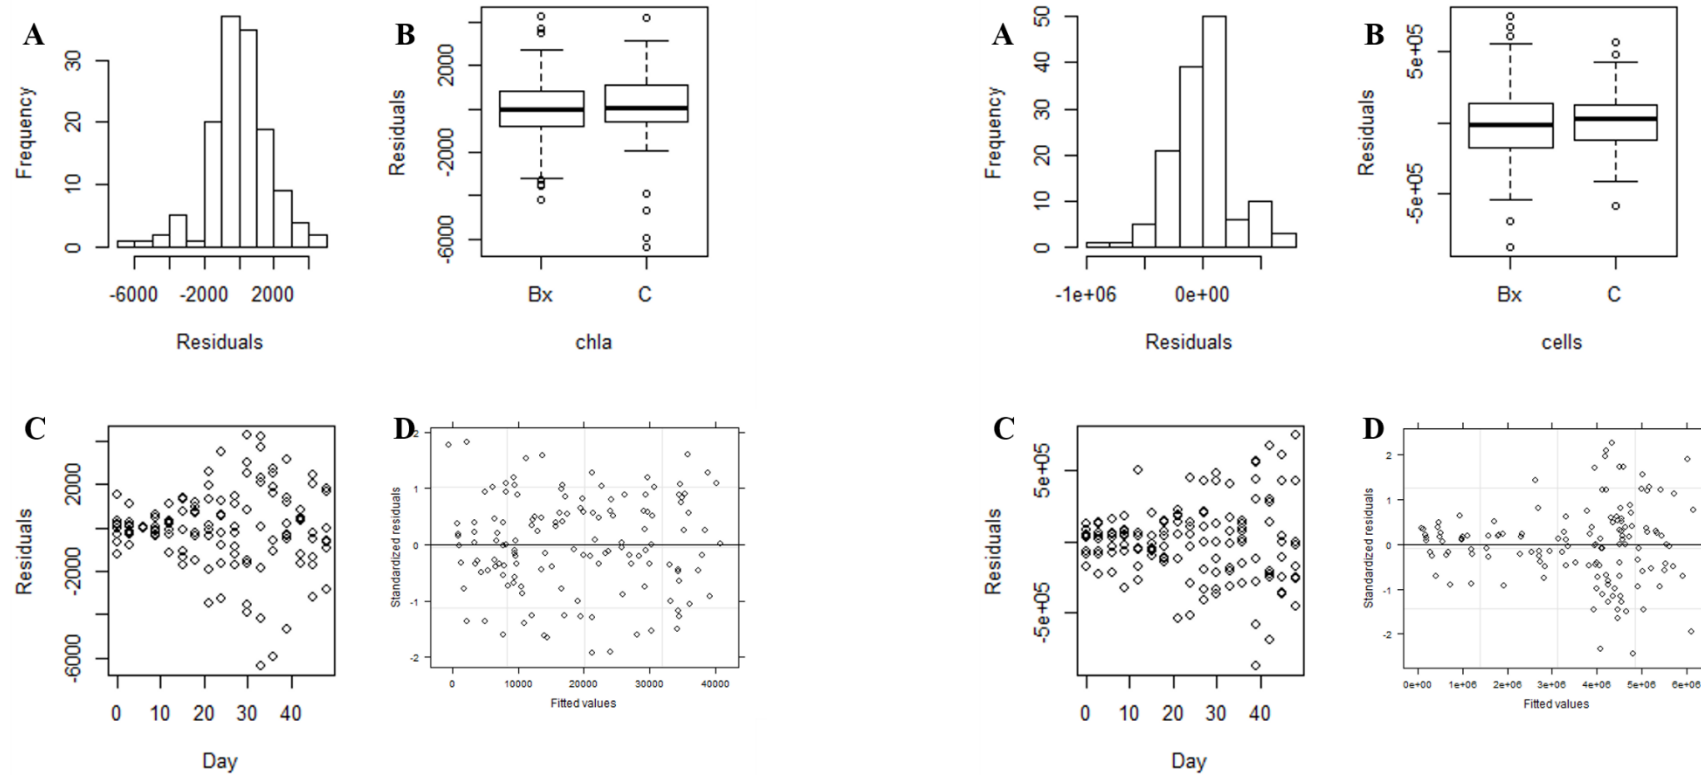 A
Frequency
0 10 20 30
-6000 -2000 2000
Residuals
B
Residuals
-6000 -2000 2000
Bx C
chla
C
Residuals
-6000 -2000 2000
0 10 20 30 40
Day
D
Standardized residuals
2
1
0
-1
-2
0 10000 20000 30000 40000
Fitted values
A
Frequency
0 10 20 30 40 50
-1e+06 0e+00
Residuals
B
Residuals
-5e+05 5e+05
Bx C
cells
C
Residuals
-5e+05 5e+05
0 10 20 30 40
Day
D
Standardized residuals
2
1
0
-1
-2
0e+00 1e+06 2e+06 3e+06 4e+06 5e+06 6e+06
Fitted values